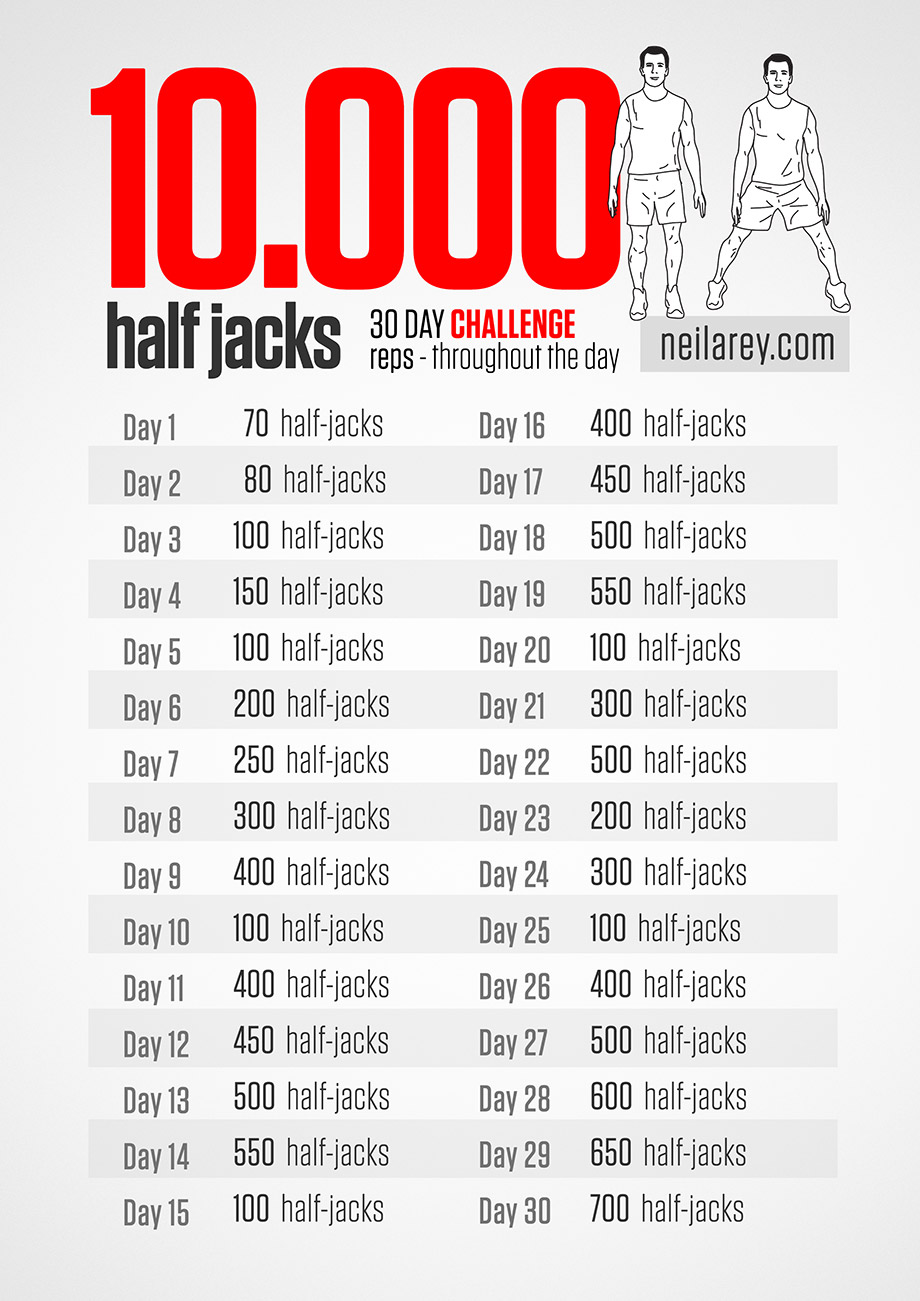 10.000
half jacks
30 DAY CHALLENGE
reps - throughout the day
neilarey.com
Day 1 70 half-jacks
Day 2 80 half-jacks
Day 3 100 half-jacks
Day 4 150 half-jacks
Day 5 100 half-jacks
Day 6 200 half-jacks
Day 7 250 half-jacks
Day 8 300 half-jacks
Day 9 400 half-jacks
Day 10 100 half-jacks
Day 11 400 half-jacks
Day 12 450 half-jacks
Day 13 500 half-jacks
Day 14 550 half-jacks
Day 15 100 half-jacks
Day 16 400 half-jacks
Day 17 450 half-jacks
Day 18 500 half-jacks
Day 19 550 half-jacks
Day 20 100 half-jacks
Day 21 300 half-jacks
Day 22 500 half-jacks
Day 23 200 half-jacks
Day 24 300 half-jacks
Day 25 100 half-jacks
Day 26 400 half-jacks
Day 27 500 half-jacks
Day 28 600 half-jacks
Day 29 650 half-jacks
Day 30 700 half-jacks